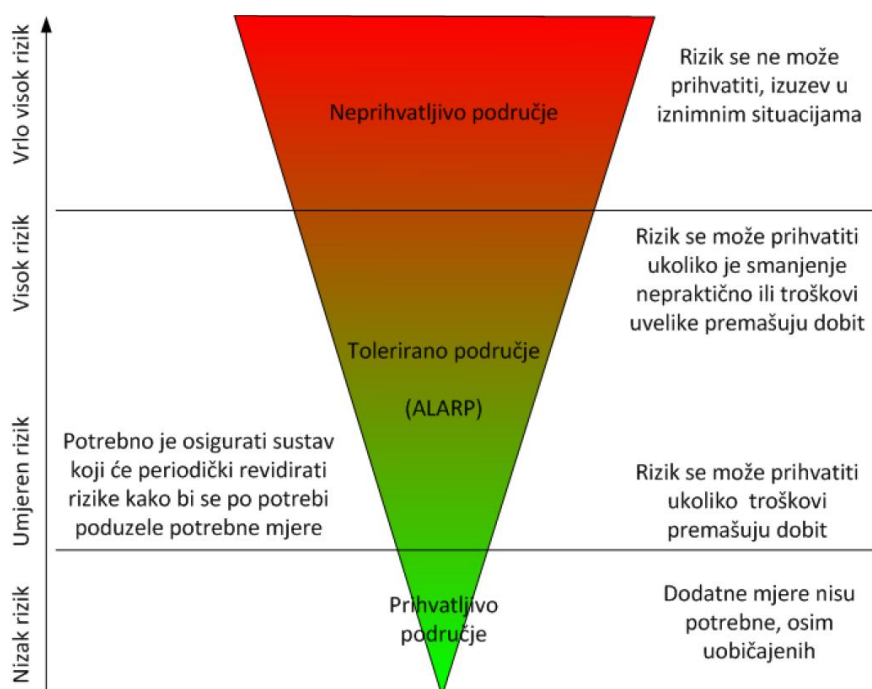 Vrlo visok rizik
Neprihvatljivo područje
Rizik se ne može
prihvatiti, izuzev u
iznimnim situacijama
Visok rizik
Rizik se može prihvatiti
ukoliko je smanjenje
nepraktično ili troškovi
uvelike premašuju dobit
Tolerirano područje
(ALARP)
Umjeren rizik
Potrebno je osigurati sustav
koji će periodički revidirati
rizike kako bi se po potrebi
poduzele potrebne mjere
Rizik se može prihvatiti
ukoliko troškovi
premašuju dobit
Nizak rizik
Prihvatljivo
područje
Dodatne mjere nisu
potrebne, osim
uobičajenih